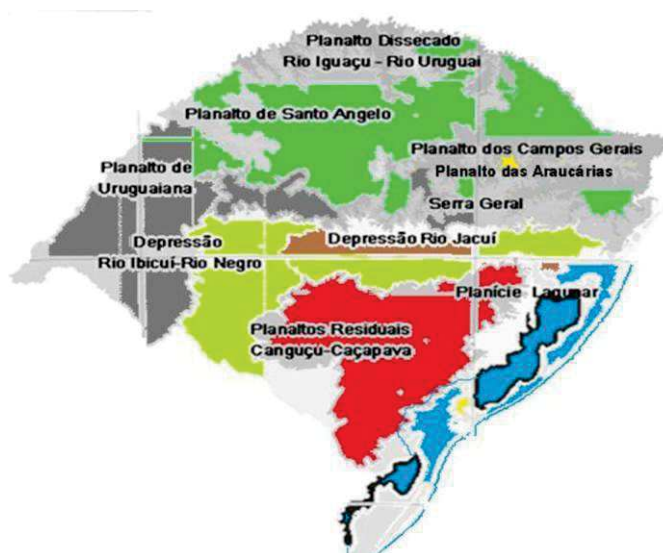 Planalto Dissecado
Rio Iguaçu - Rio Uruguai
Planalto de Santo Angelo
Planalto dos Campos Gerais
Planalto de
Uruguaiana
Planalto das Araucárias
Serra Geral
Depressão
Rio Ibicuí-Rio Negro
Depressão Rio Jacuí
Planície Lagunar
Planaltos Residuais
Canguçu-Caçapava